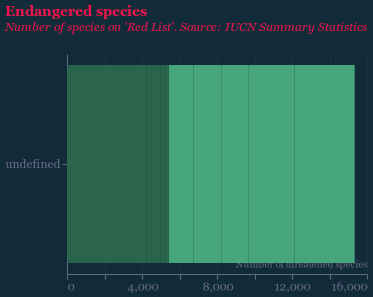 Endangered species
Number of species on 'Red List'. Source: IUCN Summary Statistics
undefined
Number of threatened species
0 4,000 8,000 12,000 16,000